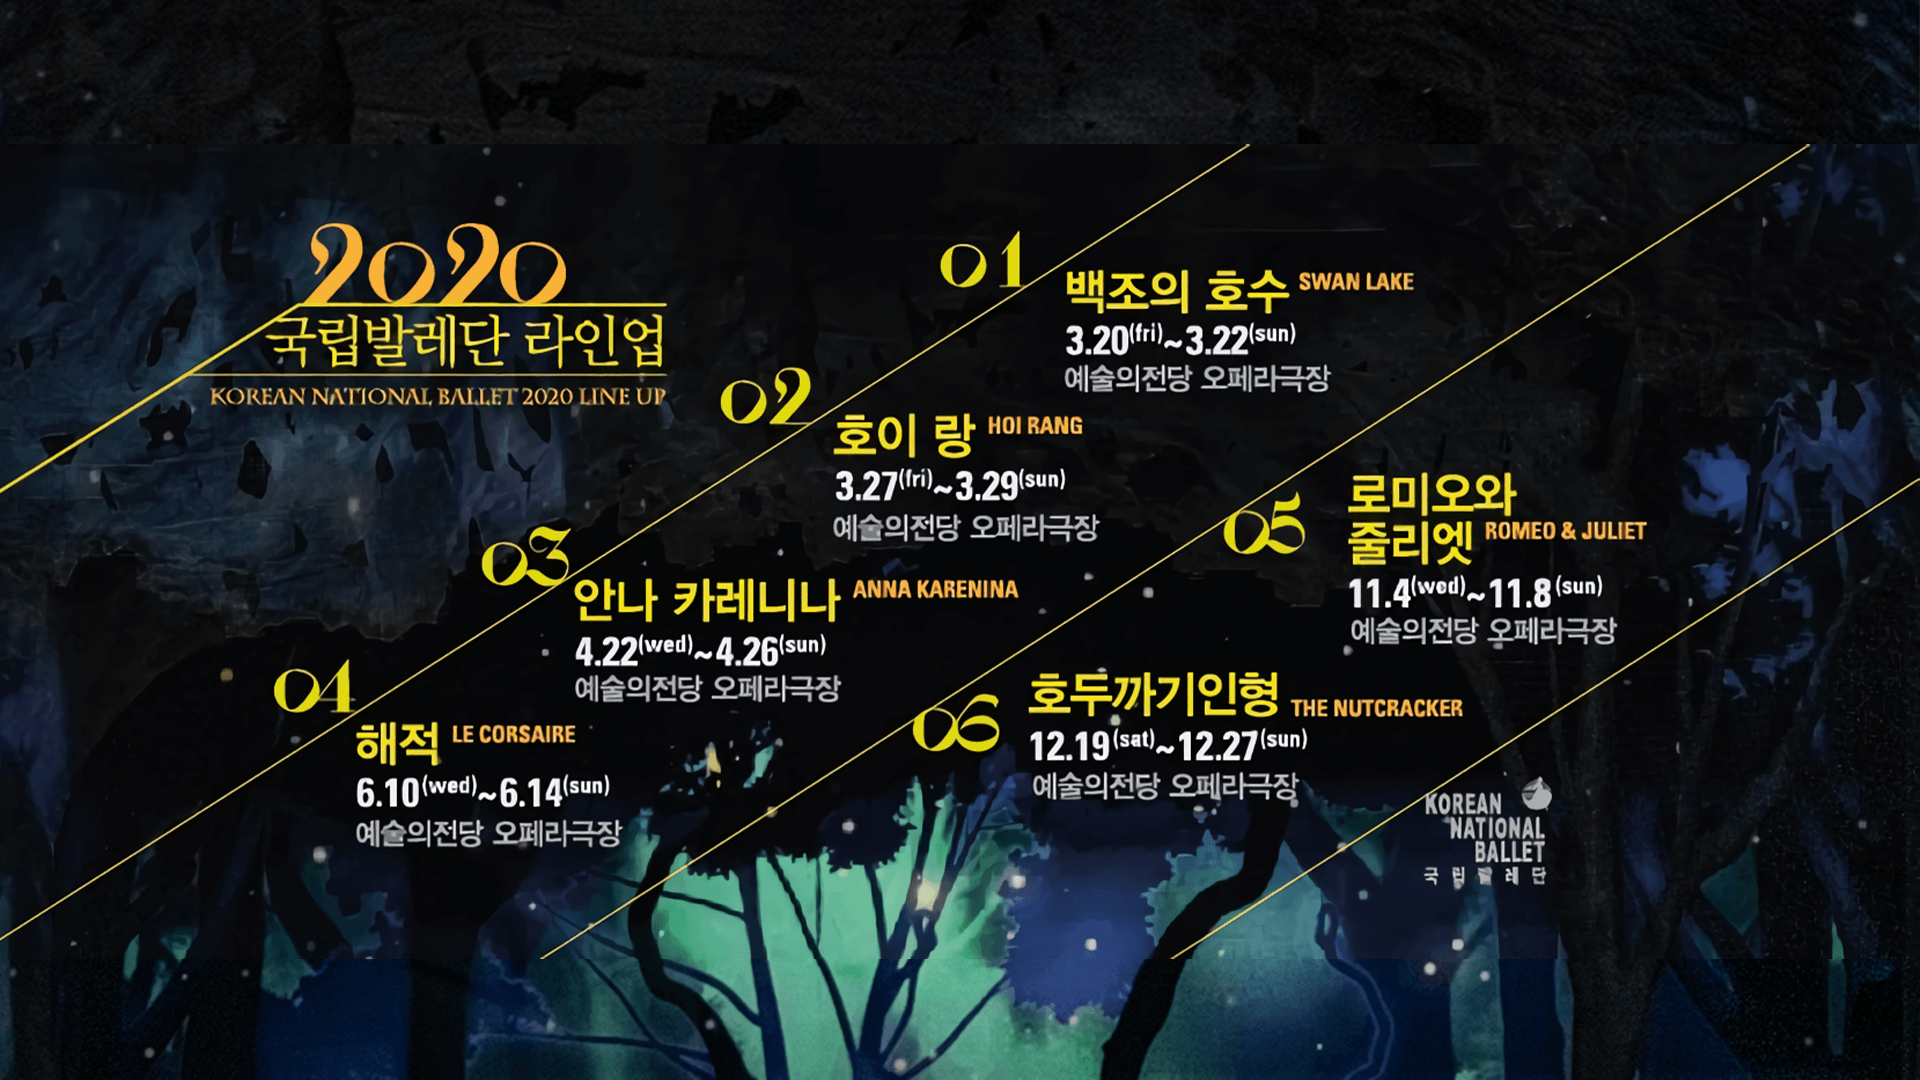 2020
국립발레단 라인업
KOREAN NATIONAL BALLET 2020 LINE UP
01
백조의 호수 SWAN LAKE
3.20(fri)~3.22(sun)
예술의전당 오페라극장
02
호이 랑 HOI RANG
3.27(fri)~3.29(sun)
예술의전당 오페라극장
03
안나 카레니나 ANNA KARENINA
4.22(wed)~4.26(sun)
예술의전당 오페라극장
04
해적 LE CORSAIRE
6.10(wed)~6.14(sun)
예술의전당 오페라극장
05
로미오와
줄리엣 ROMEO & JULIET
11.4(wed)~11.8(sun)
예술의전당 오페라극장
06
호두까기인형 THE NUTCRACKER
12.19(sat)~12.27(sun)
예술의전당 오페라극장
KOREAN
NATIONAL
BALLET
국립발레단